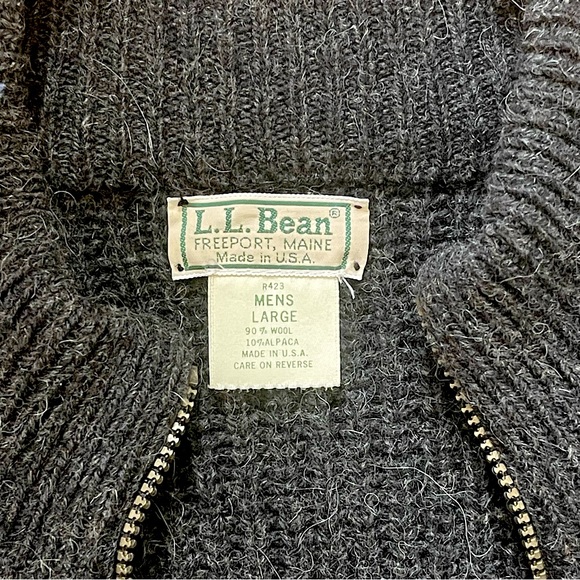 L.L.Bean®
FREEPORT, MAINE
Made in U.S.A.
R423
MENS
LARGE
90% WOOL
10% ALPACA
MADE IN U.S.A.
CARE ON REVERSE